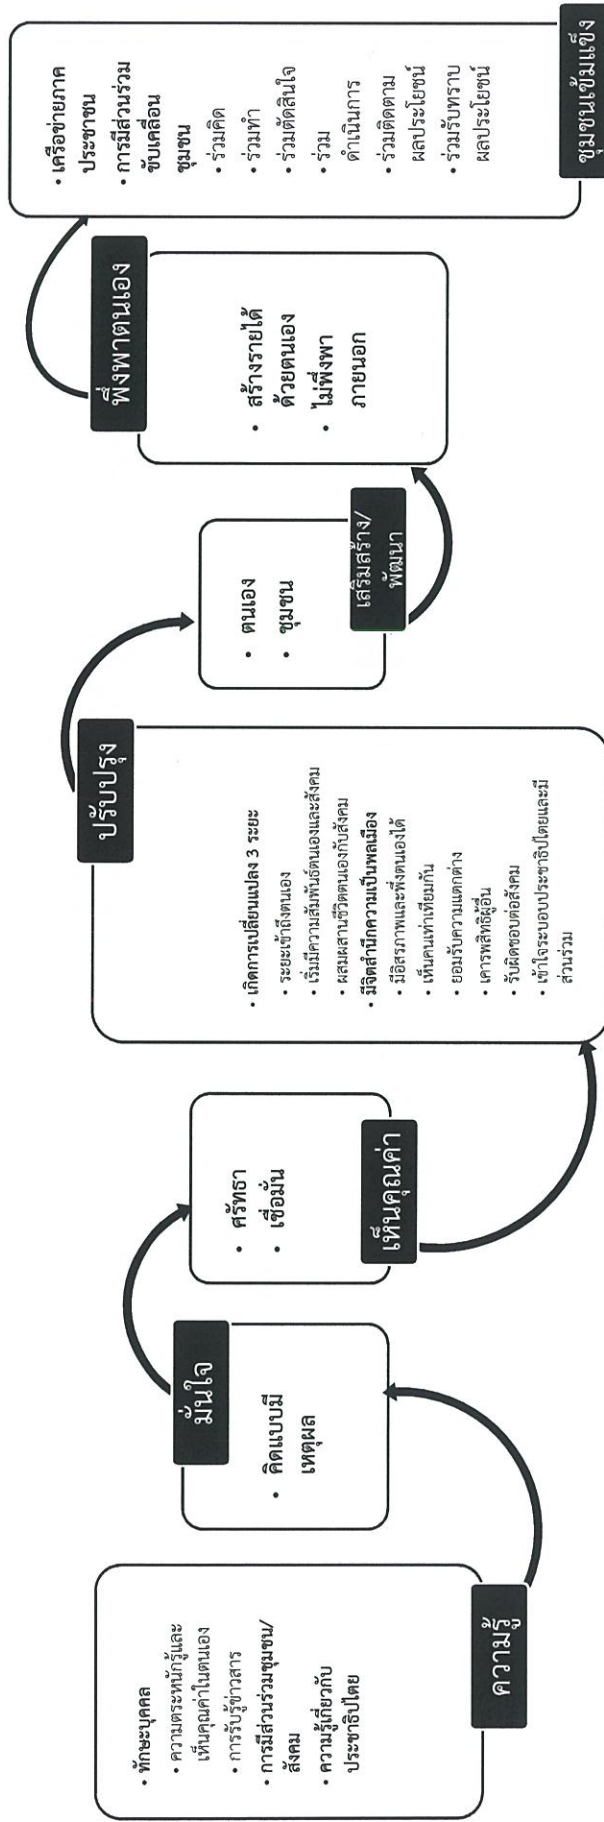 • ทักษะบุคคล
• ความตระหนักรู้และ
เห็นคุณค่าในตนเอง
• การรับรู้ข่าวสาร
• การมีส่วนร่วมชุมชน/
สังคม
• ความรู้เกี่ยวกับ
ประชาธิปไตย
ความรู้
มั่นใจ
• คิดแบบมี
เหตุผล
• ศรัทธา
• เชื่อมั่น
เห็นคุณค่า
ปรับปรุง
• เกิดการเปลี่ยนแปลง 3 ระยะ
• ระยะเข้าถึงตนเอง
• เริ่มมีความสัมพันธ์ตนเองและสังคม
• ผสมผสานชีวิตตนเองกับสังคม
• มีจิตสำนึกความเป็นพลเมือง
• มีอิสรภาพและพึ่งตนเองได้
• เห็นคนเท่าเทียมกัน
• ยอมรับความแตกต่าง
• เคารพสิทธิผู้อื่น
• รับผิดชอบต่อสังคม
• เข้าใจระบอบประชาธิปไตยและมี
ส่วนร่วม
• ตนเอง
• ชุมชน
เสริมสร้าง/
พัฒนา
พึ่งพาตนเอง
• สร้างรายได้
ด้วยตนเอง
• ไม่พึ่งพา
ภายนอก
• เครือข่ายภาค
ประชาชน
• การมีส่วนร่วม
ขับเคลื่อน
ชุมชน
• ร่วมคิด
• ร่วมทำ
• ร่วมตัดสินใจ
• ร่วม
ดำเนินการ
• ร่วมติดตาม
ผลประโยชน์
• ร่วมรับทราบ
ผลประโยชน์
ชุมชนเข้มแข็ง